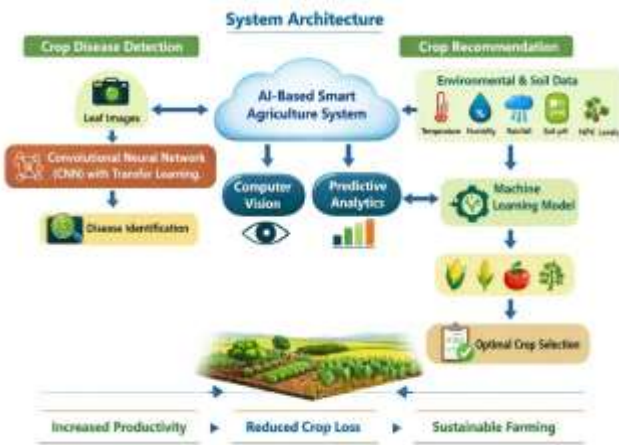 System Architecture
Crop Disease Detection
Crop Recommendation
Leaf Images
Convolutional Neural Network
(CNN) with Transfer Learning
Disease Identification
AI-Based Smart
Agriculture System
Computer
Vision
Predictive
Analytics
Environmental & Soil Data
Temperature
Humidity
Rainfall
Soil pH
NPK Levels
Machine
Learning Model
Optimal Crop Selection
Increased Productivity
Reduced Crop Loss
Sustainable Farming